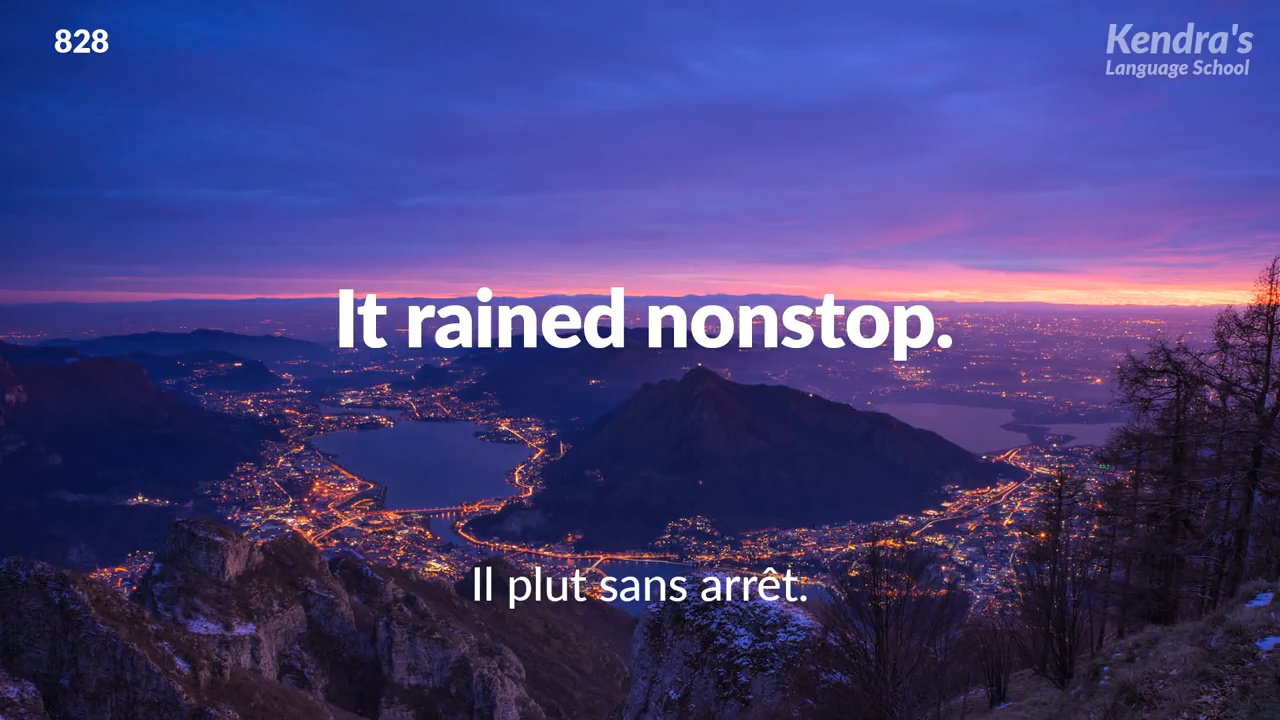 828
Kendra's
Language School
It rained nonstop.
Il plut sans arrêt.